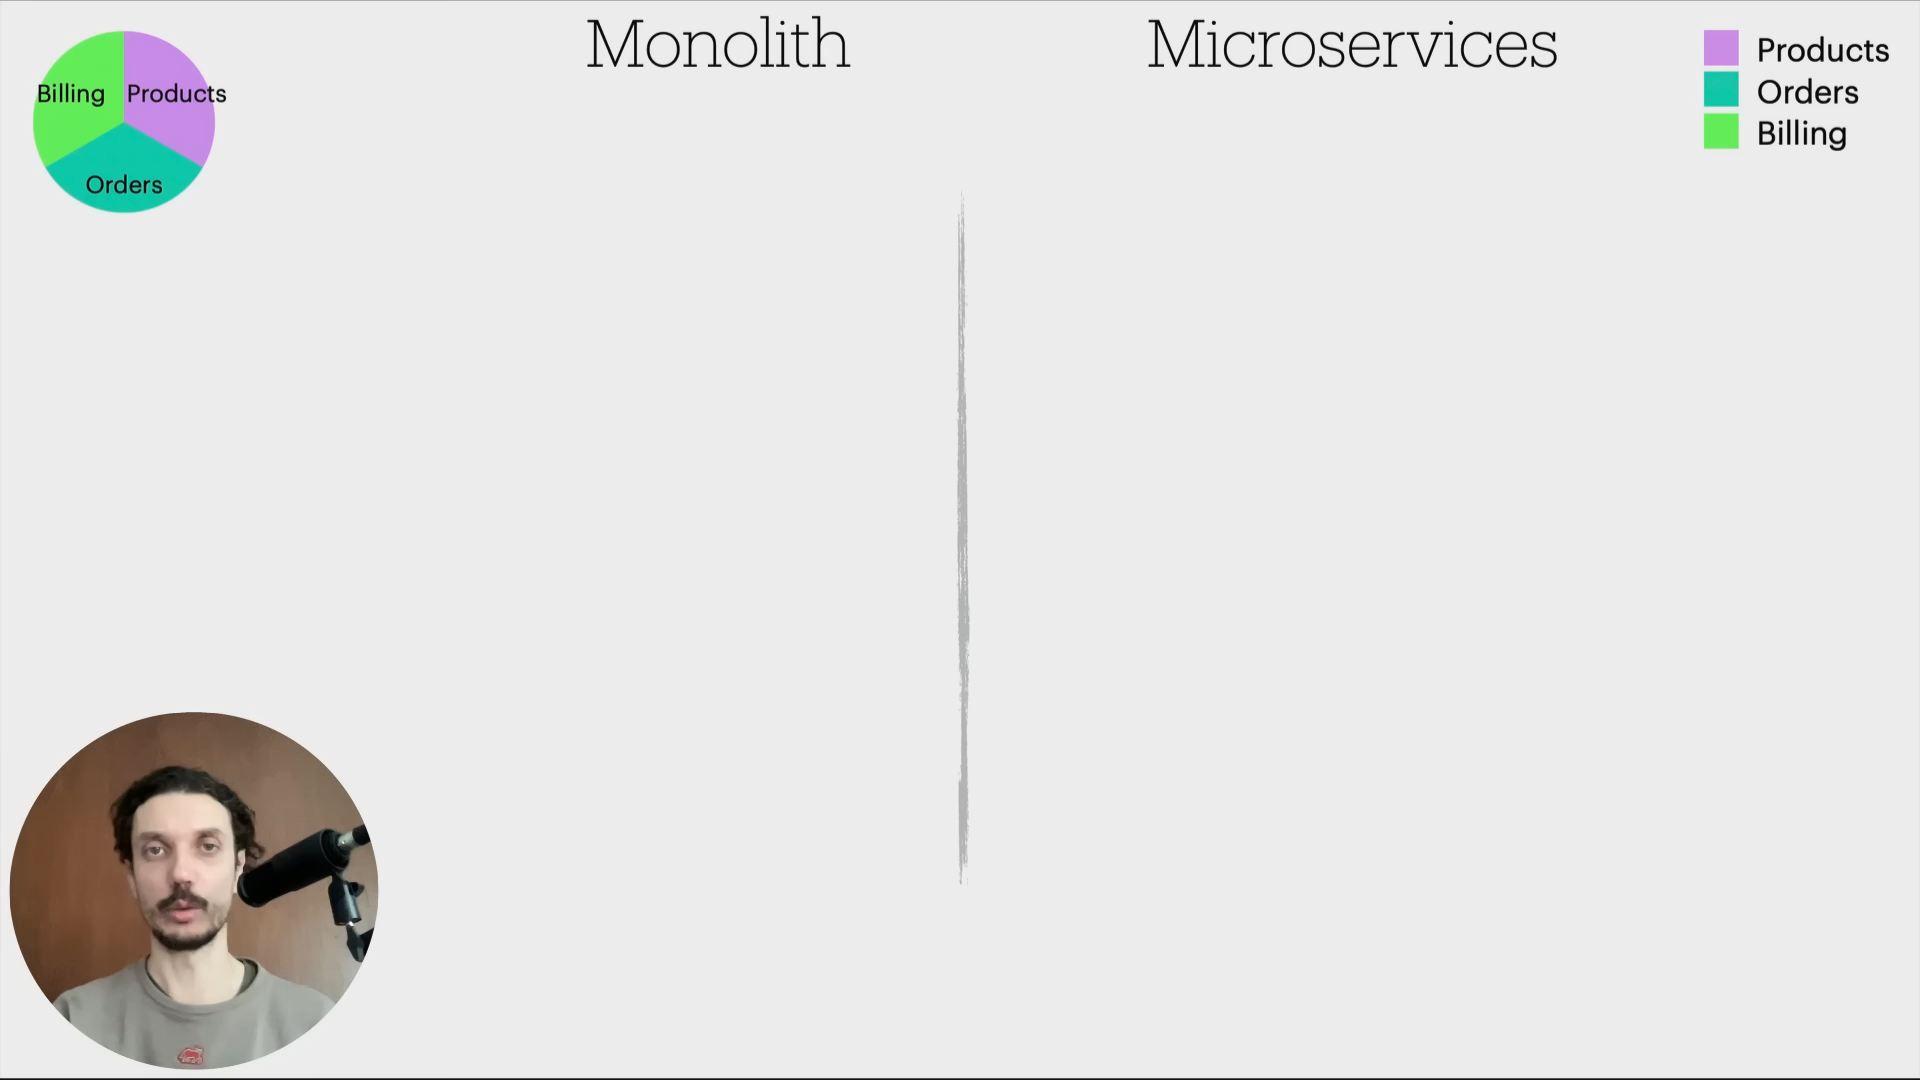 Monolith
Microservices
Billing
Products
Orders
Products
Orders
Billing